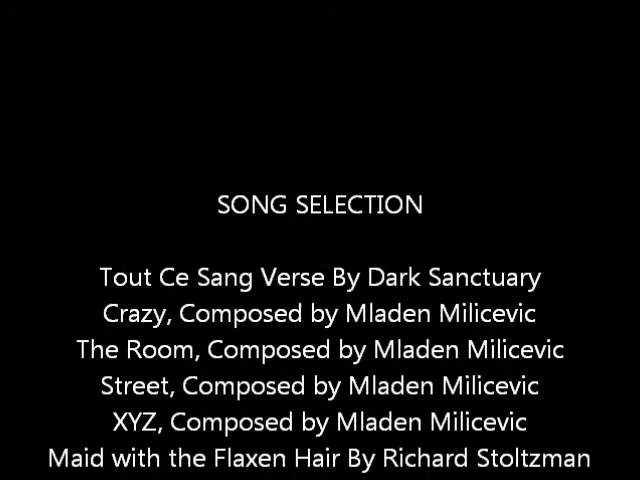 SONG SELECTION
Tout Ce Sang Verse By Dark Sanctuary
Crazy, Composed by Mladen Milicevic
The Room, Composed by Mladen Milicevic
Street, Composed by Mladen Milicevic
XYZ, Composed by Mladen Milicevic
Maid with the Flaxen Hair By Richard Stoltzman